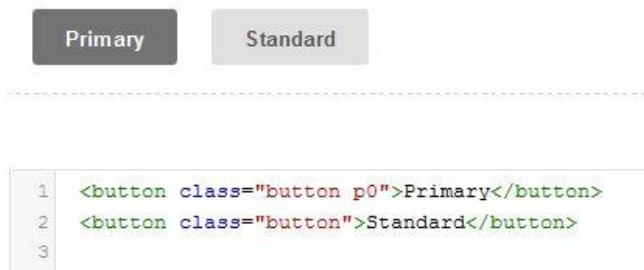 Primary Standard
1 <button class="button p0">Primary</button>
2 <button class="button">Standard</button>
3